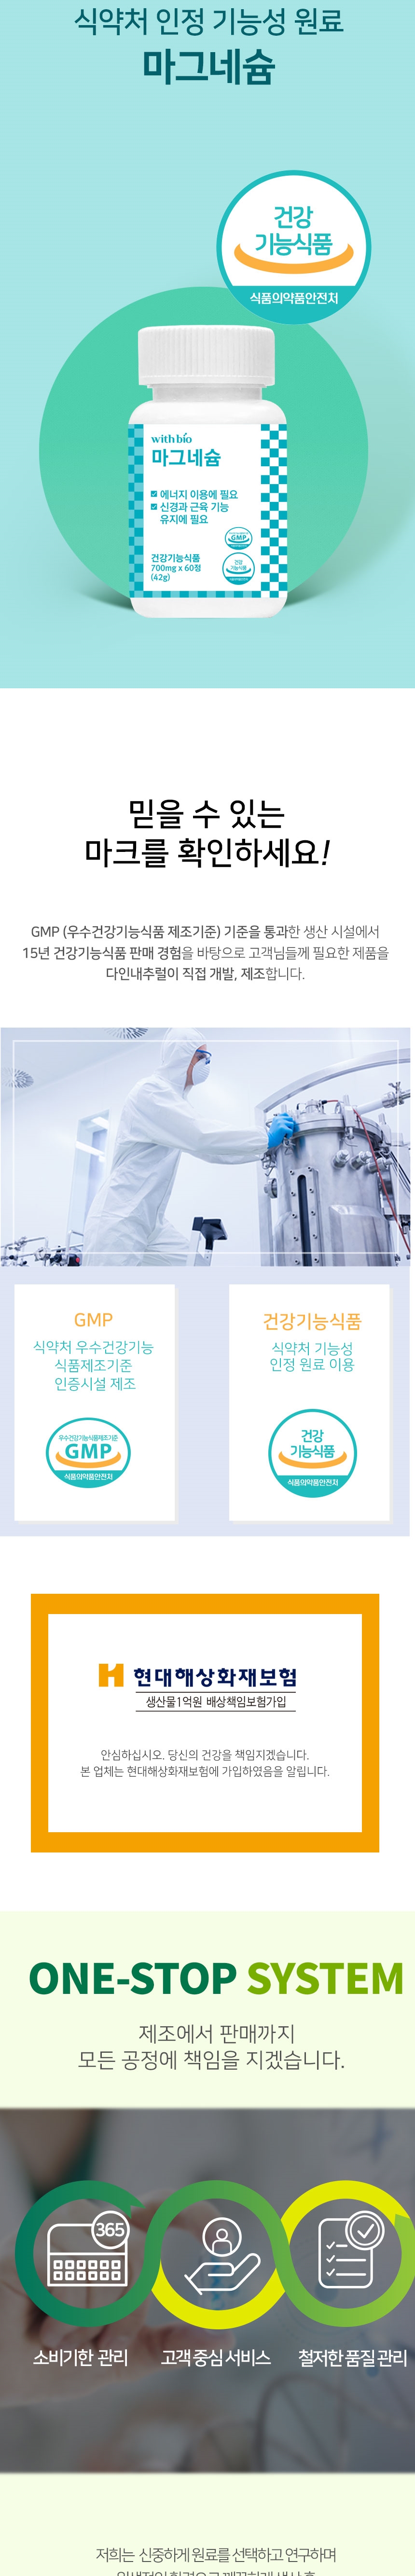 식약처 인정 기능성 원료
마그네슘
건강
기능식품
식품의약품안전처
withbio
마그네슘
에너지 이용에 필요
신경과 근육 기능
유지에 필요
GMP
건강
기능식품
건강기능식품
700mg x 60정
(42g)
믿을 수 있는
마크를 확인하세요!
GMP (우수건강기능식품 제조기준) 기준을 통과한 생산 시설에서
15년 건강기능식품 판매 경험을 바탕으로 고객님들께 필요한 제품을
다인내추럴이 직접 개발, 제조합니다.
GMP
식약처 우수건강기능
식품제조기준
인증시설 제조
우수건강기능식품제조기준
GMP
식품의약품안전처
건강기능식품
식약처 기능성
인정 원료 이용
건강
기능식품
식품의약품안전처
현대해상화재보험
생산물1억원 배상책임보험가입
안심하십시오. 당신의 건강을 책임지겠습니다.
본 업체는 현대해상화재보험에 가입하였음을 알립니다.
ONE-STOP SYSTEM
제조에서 판매까지
모든 공정에 책임을 지겠습니다.
365
소비기한 관리
고객 중심 서비스
철저한 품질 관리
저희는 신중하게 원료를 선택하고 연구하며